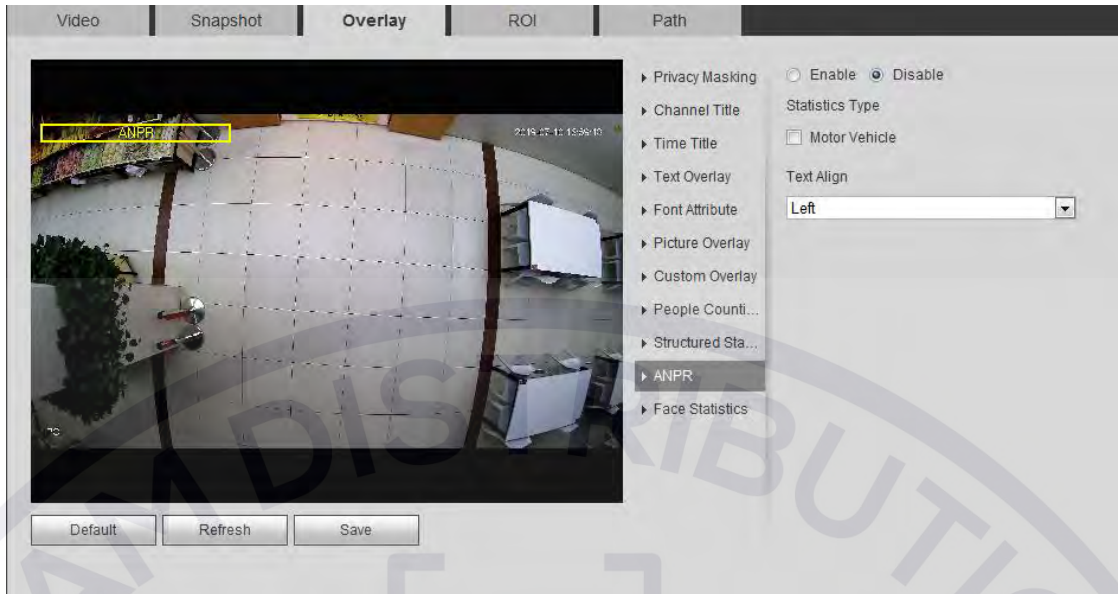 Video Snapshot Overlay ROI Path
ANPR
Privacy Masking
Channel Title
Time Title
Text Overlay
Font Attribute
Picture Overlay
Custom Overlay
People Counti...
Structured Sta...
ANPR
Face Statistics
Enable Disable
Statistics Type
Motor Vehicle
Text Align
Left
Default Refresh Save
AM DISTRIBUTIO